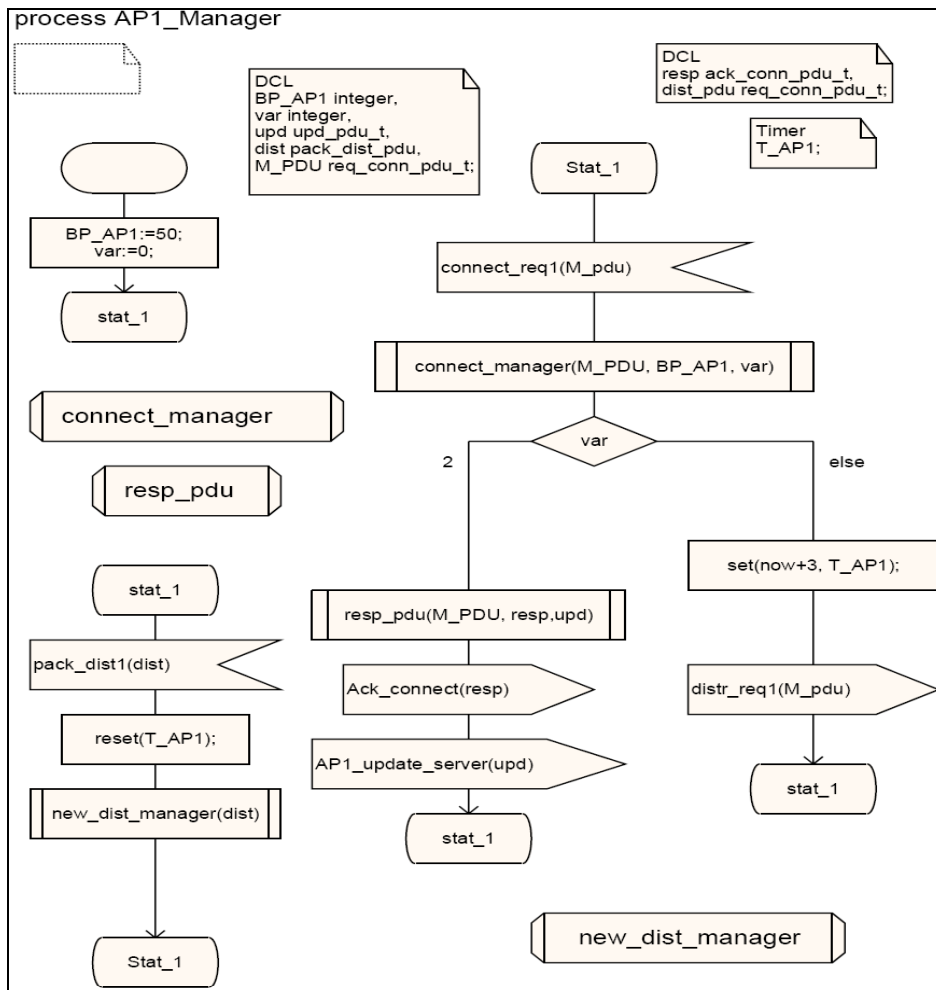 process AP1_Manager
DCL
BP_AP1 integer,
var integer,
upd upd_pdu_t,
dist pack_dist_pdu,
M_PDU req_conn_pdu_t;
DCL
resp ack_conn_pdu_t,
dist_pdu req_conn_pdu_t;
Timer
T_AP1;
BP_AP1:=50;
var:=0;
stat_1
connect_manager
resp_pdu
stat_1
pack_dist1(dist)
reset(T_AP1);
new_dist_manager(dist)
Stat_1
Stat_1
connect_req1(M_pdu)
connect_manager(M_PDU, BP_AP1, var)
var
2
else
resp_pdu(M_PDU, resp,upd)
Ack_connect(resp)
AP1_update_server(upd)
stat_1
set(now+3, T_AP1);
distr_req1(M_pdu)
stat_1
new_dist_manager